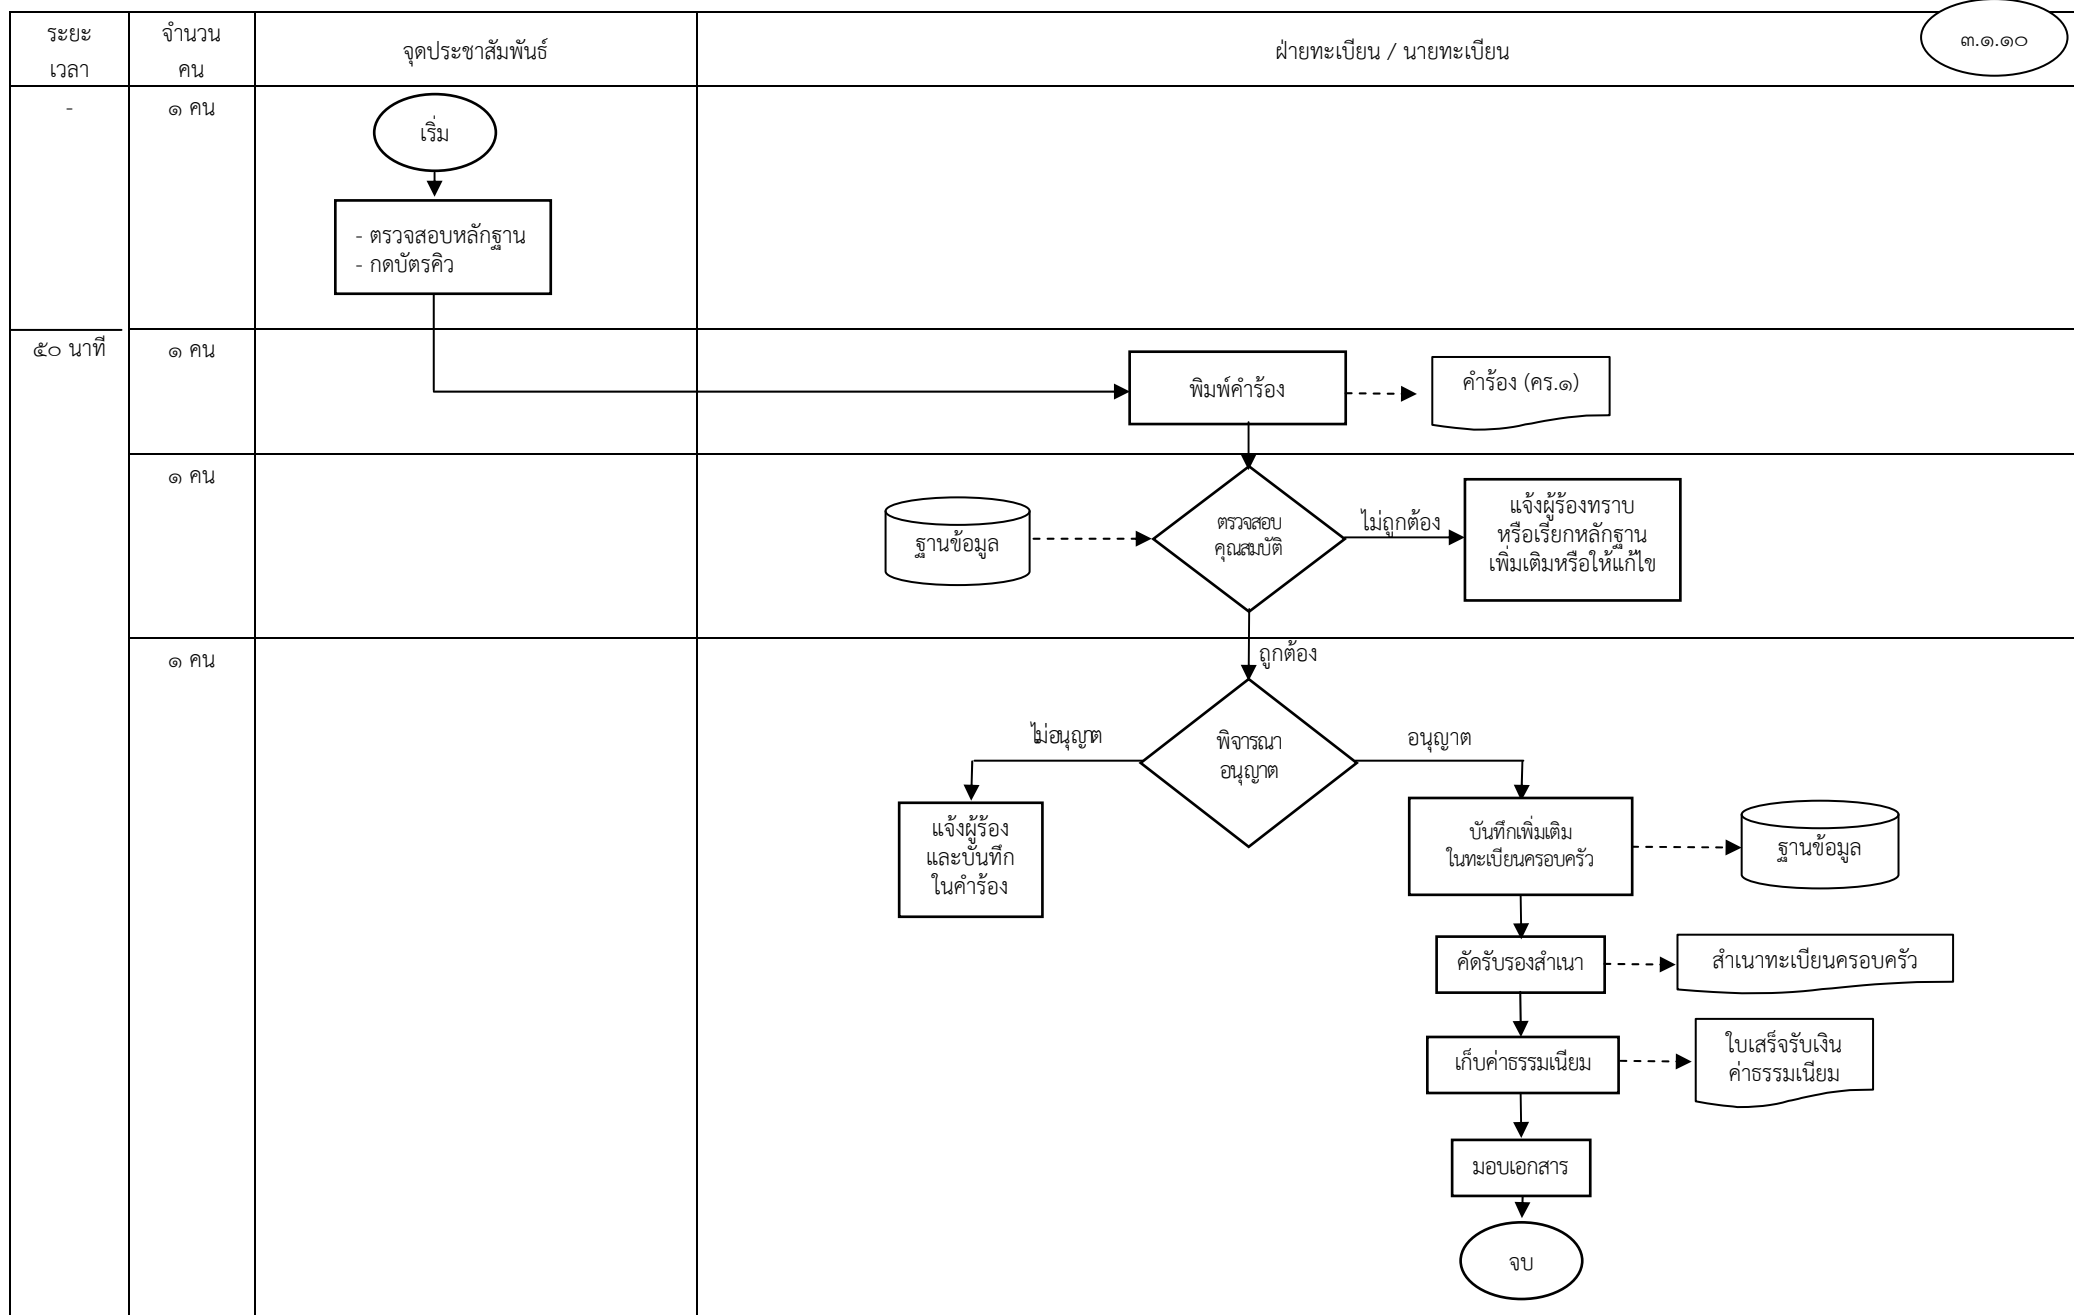 ระยะ
เวลา
จำนวน
คน
จุดประชาสัมพันธ์
ฝ่ายทะเบียน / นายทะเบียน
๓.๑.๑๐
-
๑ คน
เริ่ม
- ตรวจสอบหลักฐาน
- กดบัตรคิว
๕๐ นาที
๑ คน
พิมพ์คำร้อง
คำร้อง (คร.๑)
๑ คน
ฐานข้อมูล
ตรวจสอบ
คุณสมบัติ
ไม่ถูกต้อง
แจ้งผู้ร้องทราบ
หรือเรียกหลักฐาน
เพิ่มเติมหรือให้แก้ไข
๑ คน
ถูกต้อง
ไม่อนุญาต
พิจารณา
อนุญาต
อนุญาต
แจ้งผู้ร้อง
และบันทึก
ในคำร้อง
บันทึกเพิ่มเติม
ในทะเบียนครอบครัว
ฐานข้อมูล
คัดรับรองสำเนา
สำเนาทะเบียนครอบครัว
เก็บค่าธรรมเนียม
ใบเสร็จรับเงิน
ค่าธรรมเนียม
มอบเอกสาร
จบ